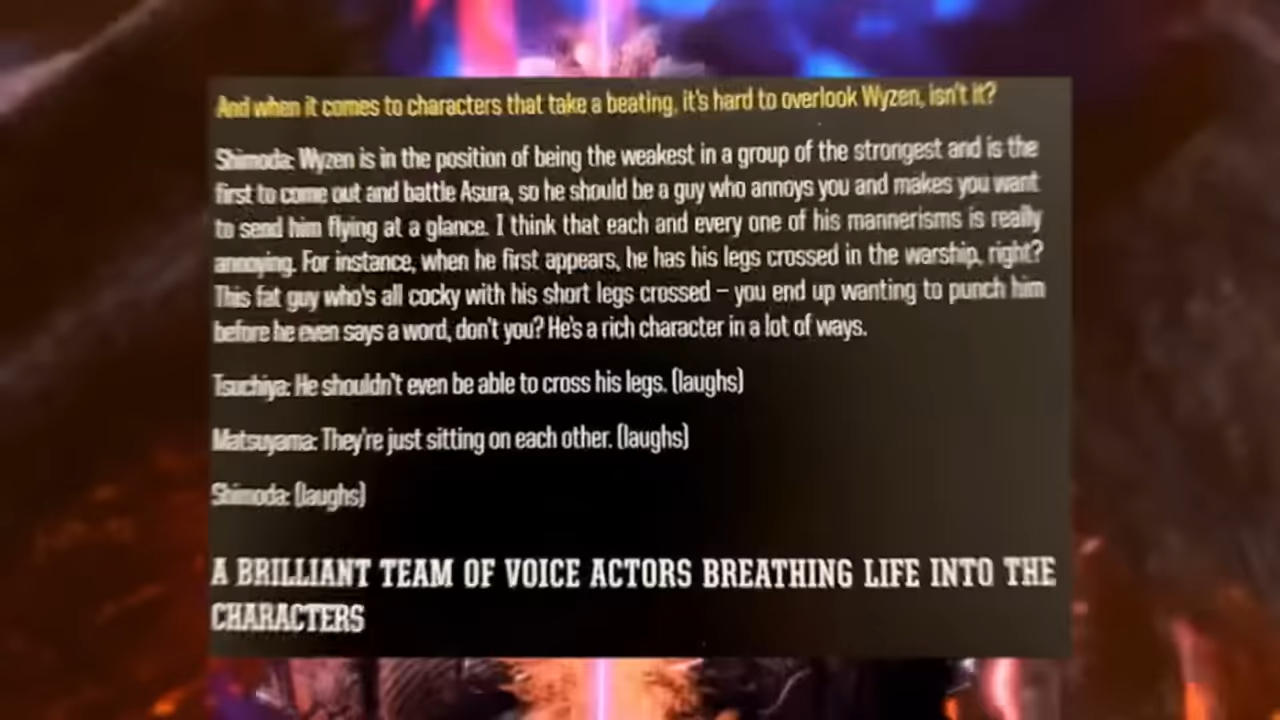 And when it comes to characters that take a beating, it's hard to overlook Wyzen, isn't it?
Shimoda: Wyzen is in the position of being the weakest in a group of the strongest and is the
first to come out and battle Asura, so he should be a guy who annoys you and makes you want
to send him flying at a glance. I think that each and every one of his mannerisms is really
annoying. For instance, when he first appears, he has his legs crossed in the warship, right?
This fat guy who's all cocky with his short legs crossed – you end up wanting to punch him
before he even says a word, don't you? He's a rich character in a lot of ways.
Tsuchiya: He shouldn't even be able to cross his legs. (laughs)
Matsuyama: They're just sitting on each other. (laughs)
Shimoda: (laughs)
A BRILLIANT TEAM OF VOICE ACTORS BREATHING LIFE INTO THE
CHARACTERS